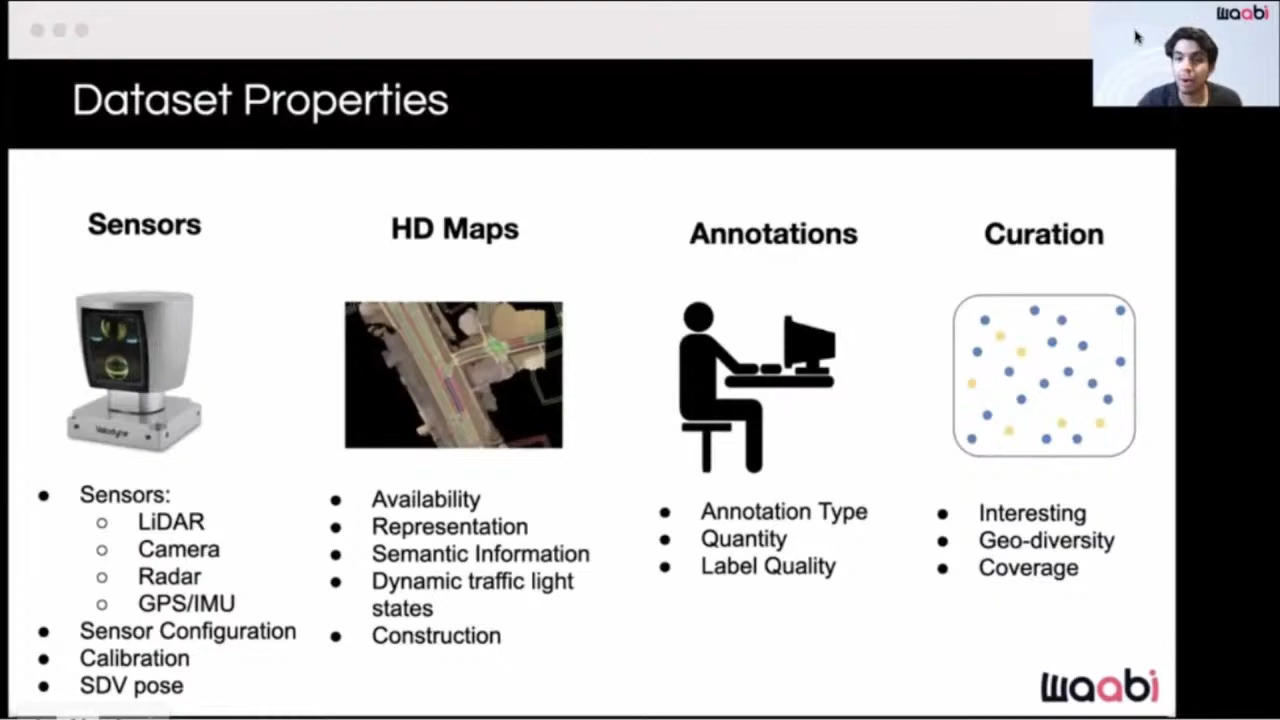 waabi
Dataset Properties
Sensors
HD Maps
Annotations
Curation
Velodyne
Sensors:
LiDAR
Camera
Radar
GPS/IMU
Sensor Configuration
Calibration
SDV pose
Availability
Representation
Semantic Information
Dynamic traffic light
states
Construction
Annotation Type
Quantity
Label Quality
Interesting
Geo-diversity
Coverage
waabi